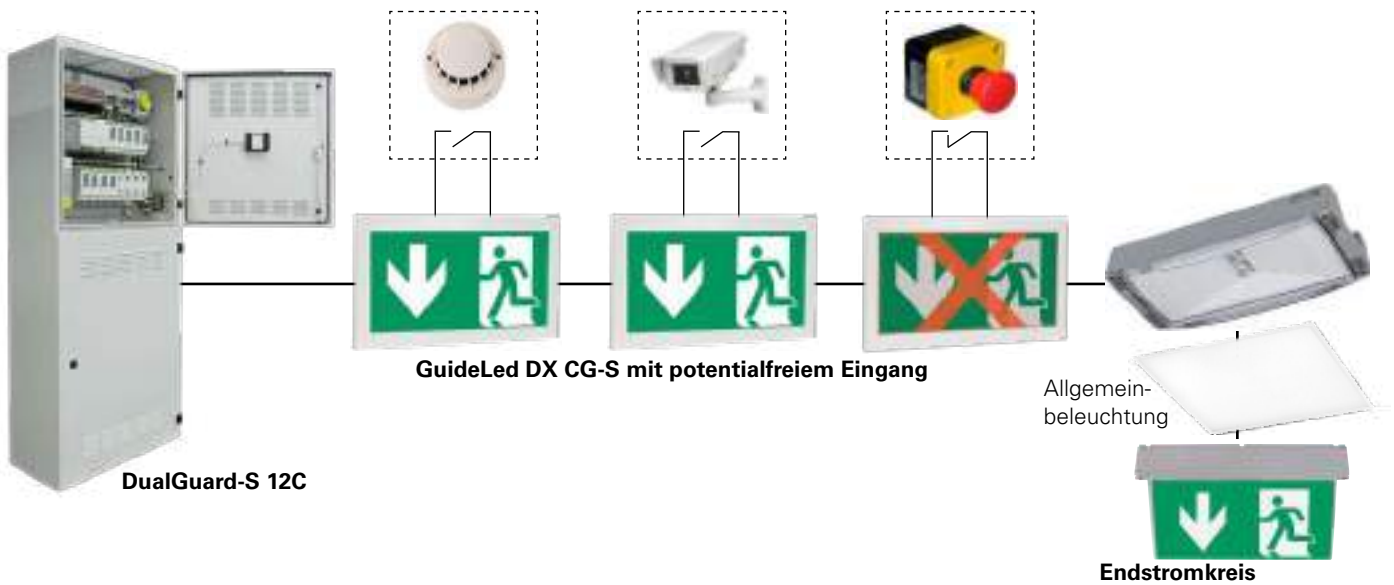 GuideLed DX CG-S mit potentialfreiem Eingang
Allgemein-
beleuchtung
DualGuard-S 12C
Endstromkreis